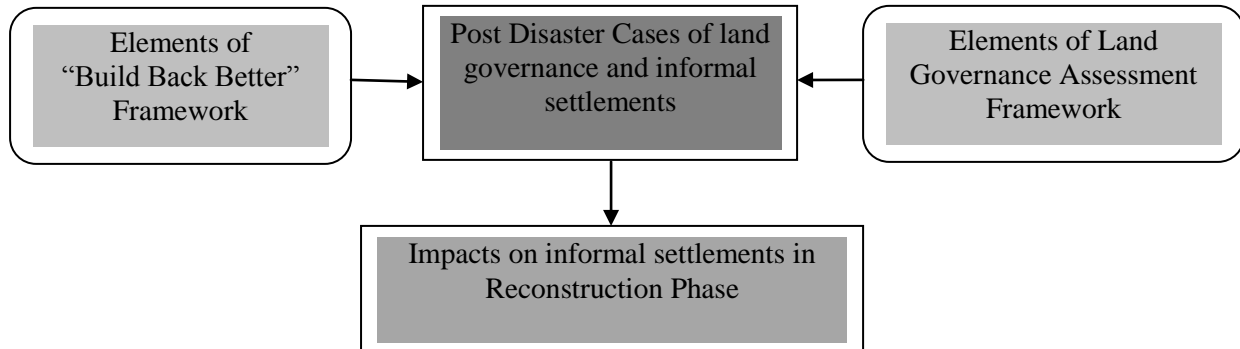 Elements of
“Build Back Better”
Framework
Post Disaster Cases of land
governance and informal
settlements
Elements of Land
Governance Assessment
Framework
Impacts on informal settlements in
Reconstruction Phase